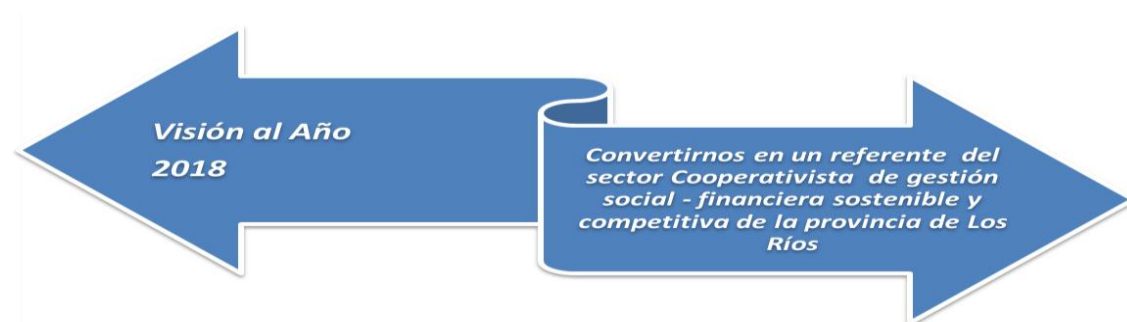 Visión al Año
2018
Convertirnos en un referente del
sector Cooperativista de gestión
social - financiera sostenible y
competitiva de la provincia de Los
Ríos